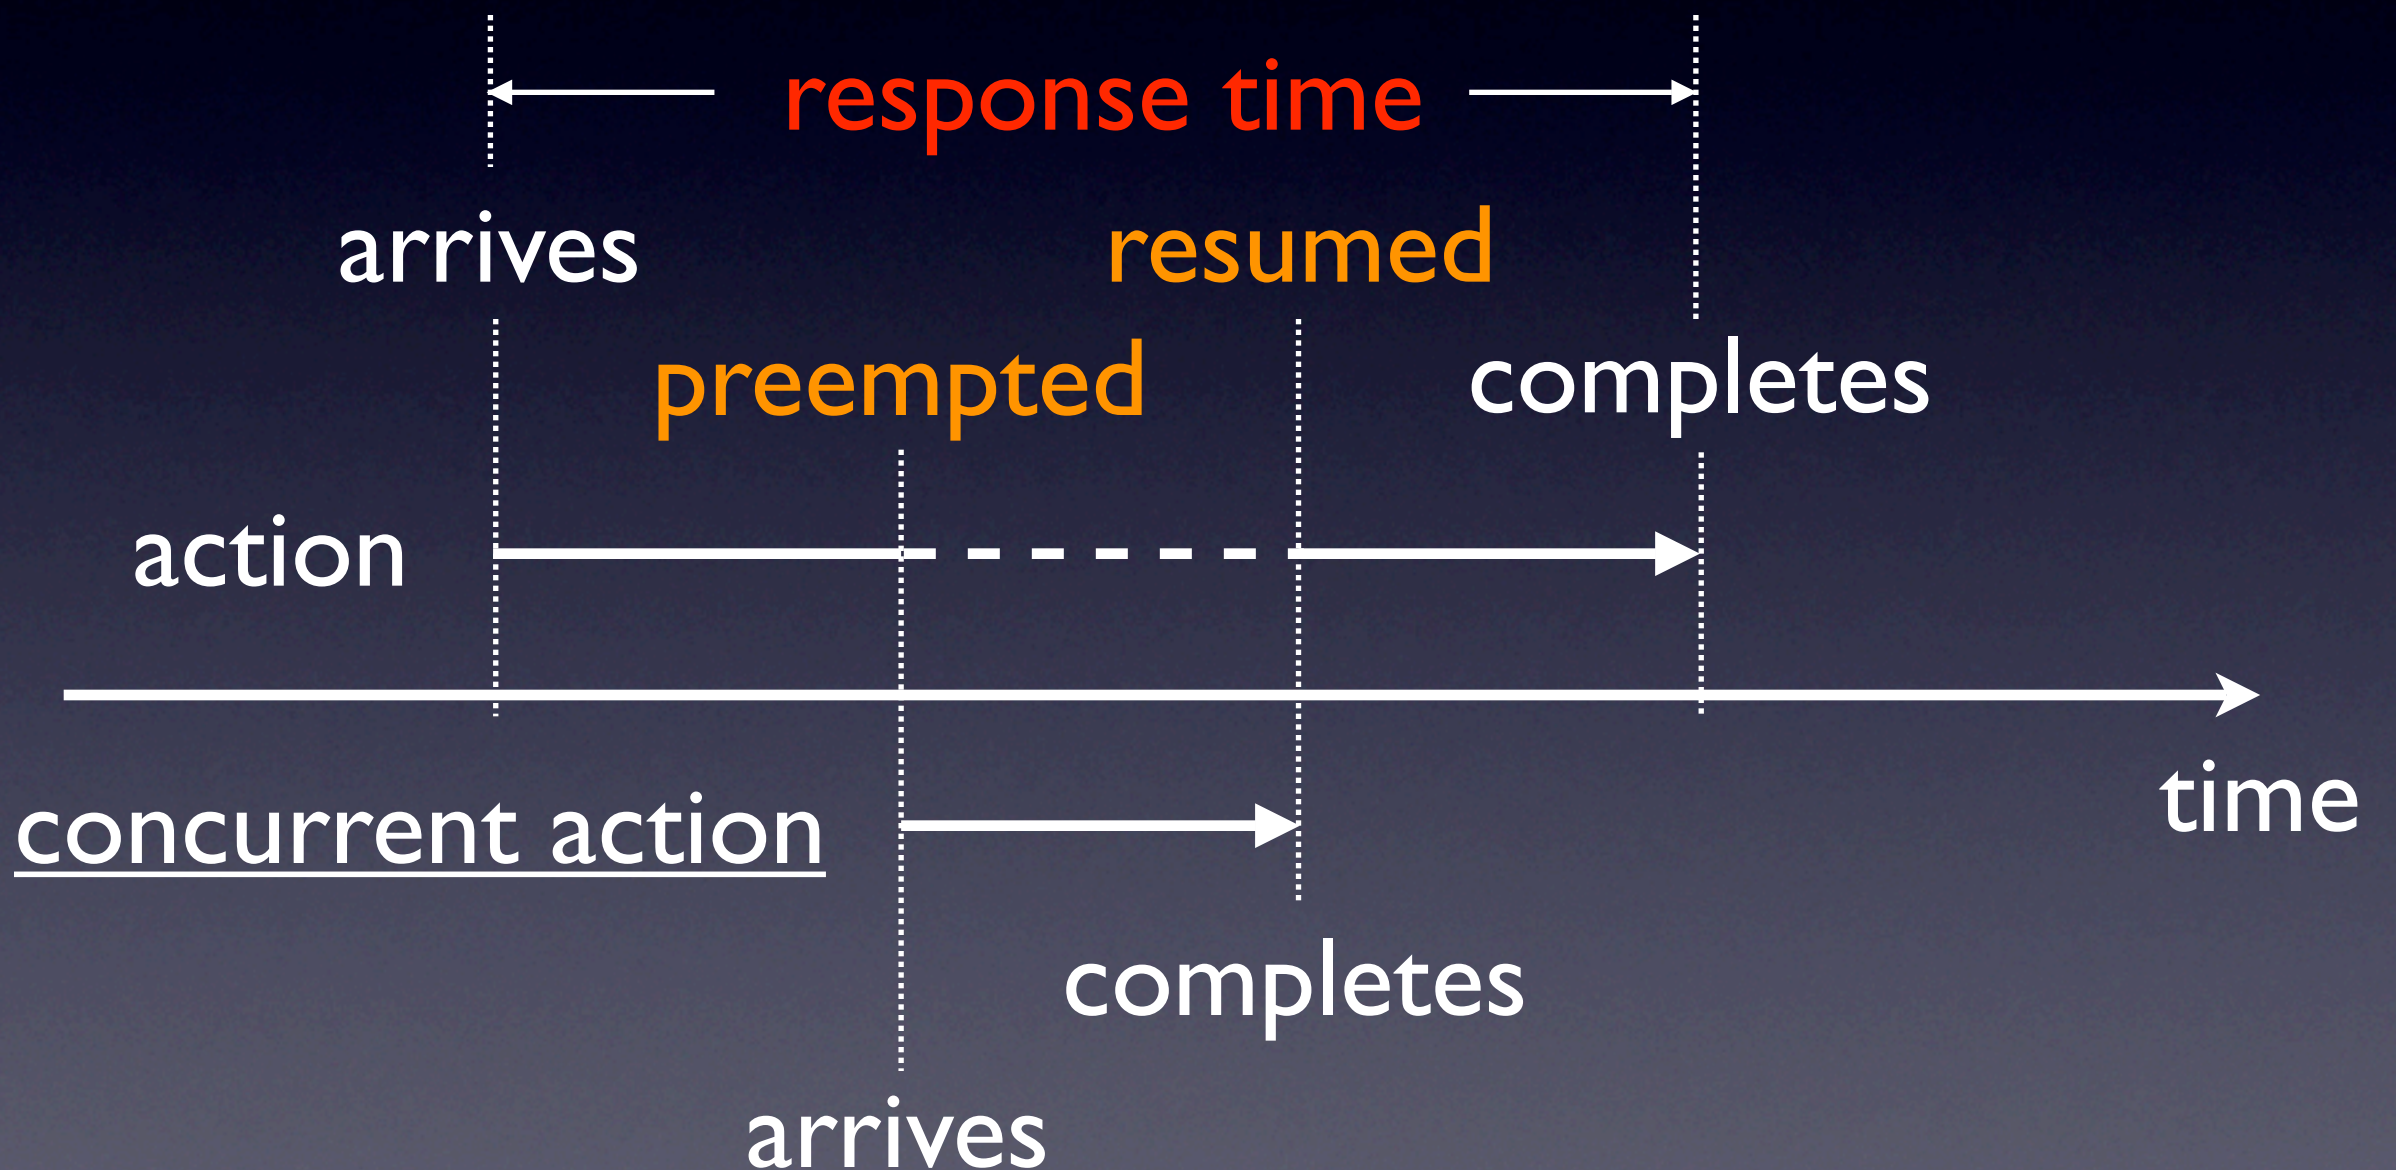 response time
arrives
resumed
preempted
completes
action
time
concurrent action
completes
arrives